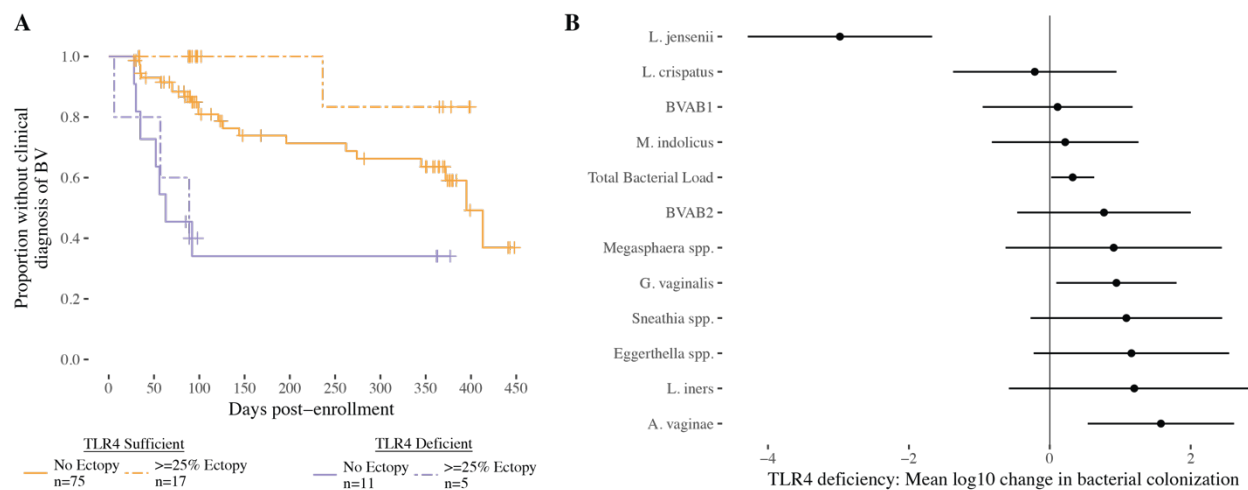 A
Proportion without clinical
diagnosis of BV
1.0
0.8
0.6
0.4
0.2
0.0
0 50 100 150 200 250 300 350 400 450
Days post−enrollment
TLR4 Sufficient
No Ectopy
n=75
>=25% Ectopy
n=17
TLR4 Deficient
No Ectopy
n=11
>=25% Ectopy
n=5
B
L. jensenii
L. crispatus
BVAB1
M. indolicus
Total Bacterial Load
BVAB2
Megasphaera spp.
G. vaginalis
Sneathia spp.
Eggerthella spp.
L. iners
A. vaginae
−4 −2 0 2
TLR4 deficiency: Mean log10 change in bacterial colonization